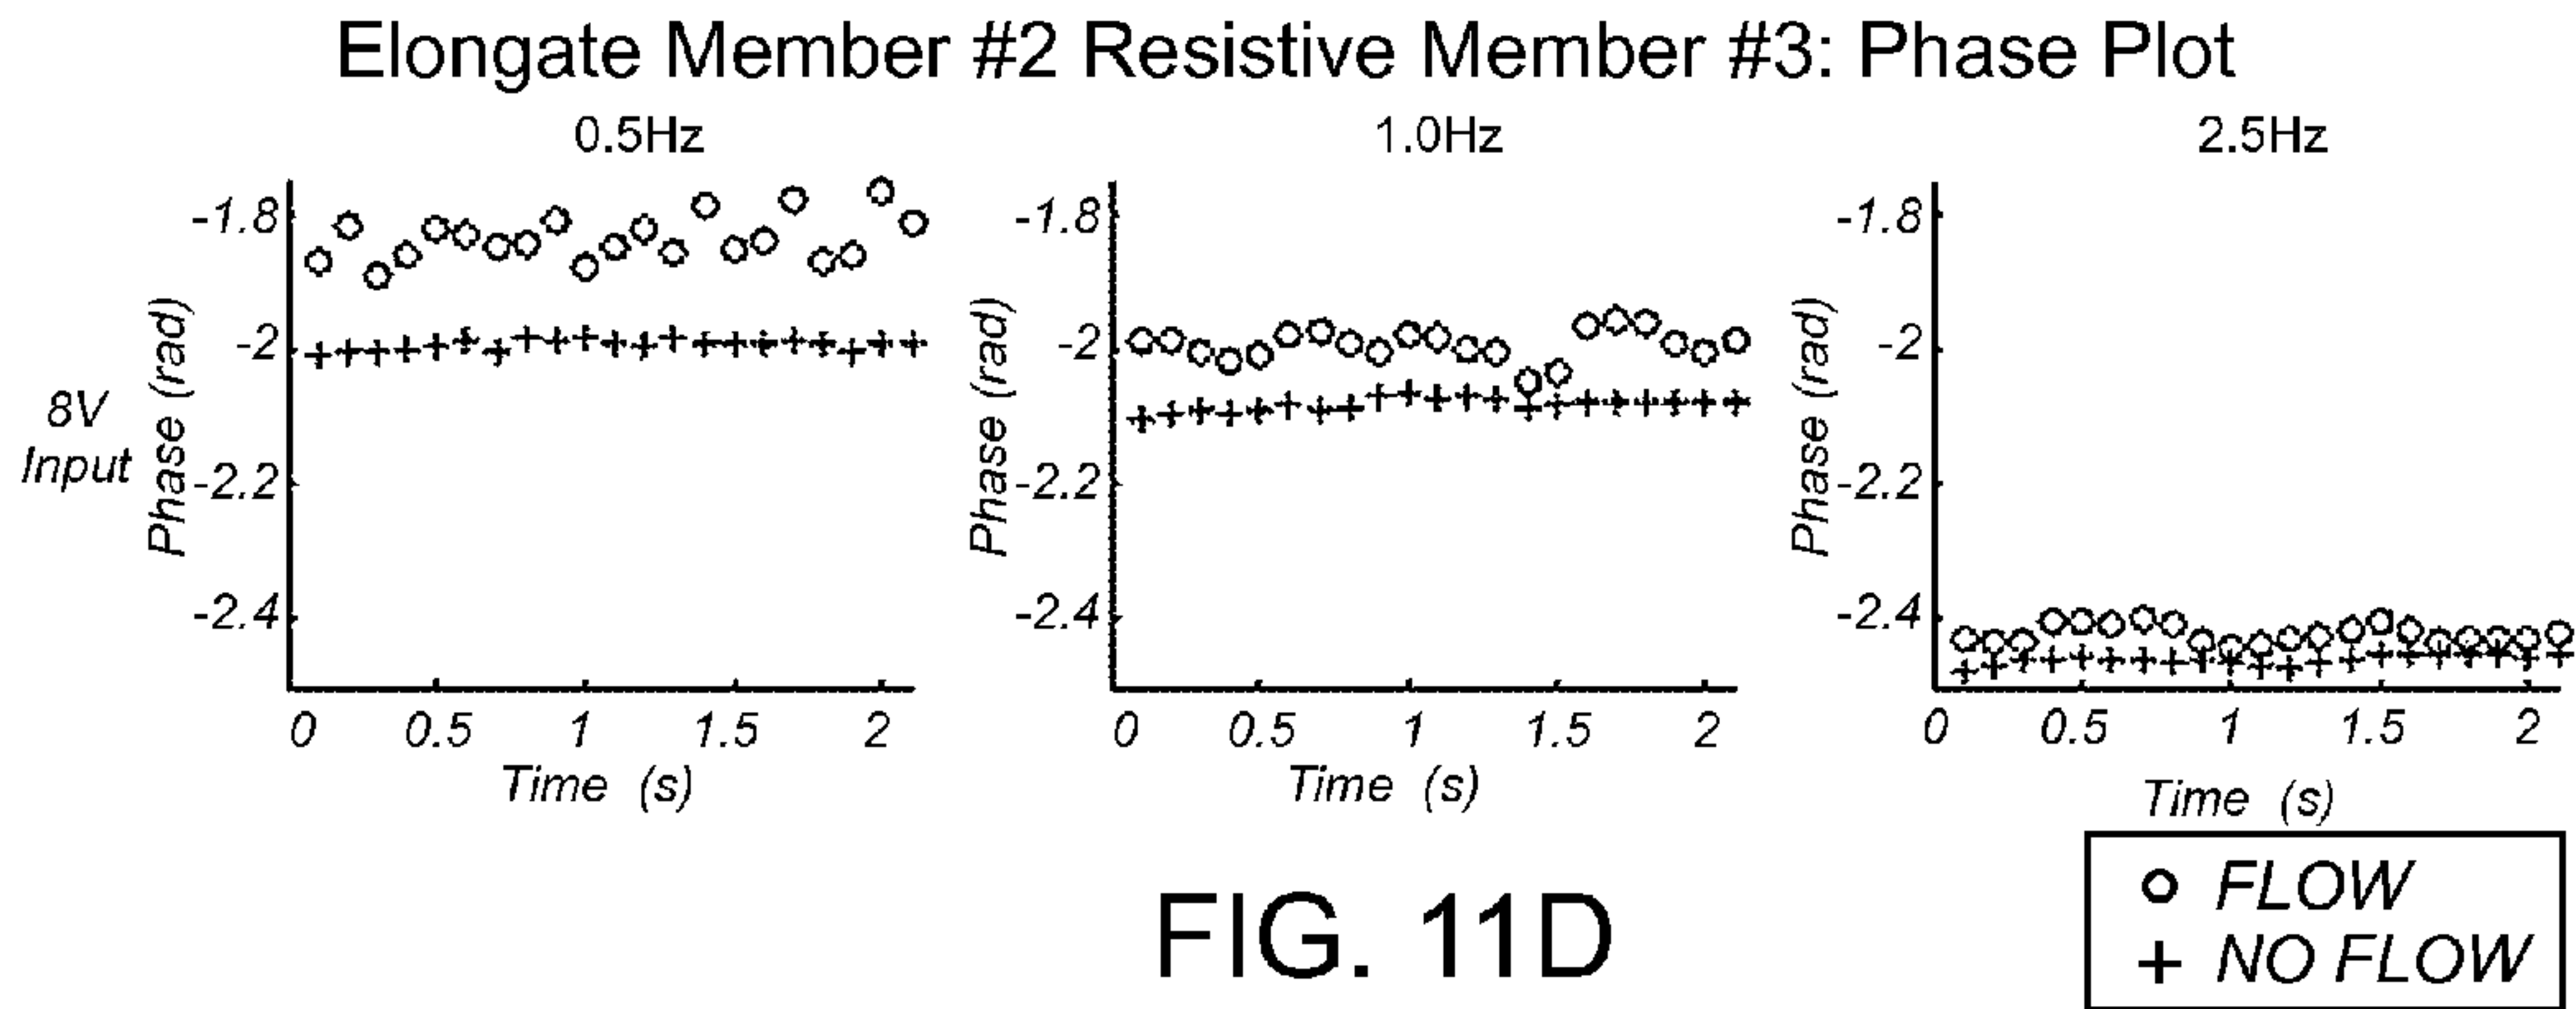 Elongate Member #2 Resistive Member #3: Phase Plot
0.5Hz
1.0Hz
2.5Hz
8V
Input
Phase (rad)
-1.8
-2
-2.2
-2.4
0 0.5 1 1.5 2
Time (s)
Phase (rad)
-1.8
-2
-2.2
-2.4
0 0.5 1 1.5 2
Time (s)
Phase (rad)
-1.8
-2
-2.2
-2.4
0 0.5 1 1.5 2
Time (s)
FLOW
NO FLOW
FIG. 11D